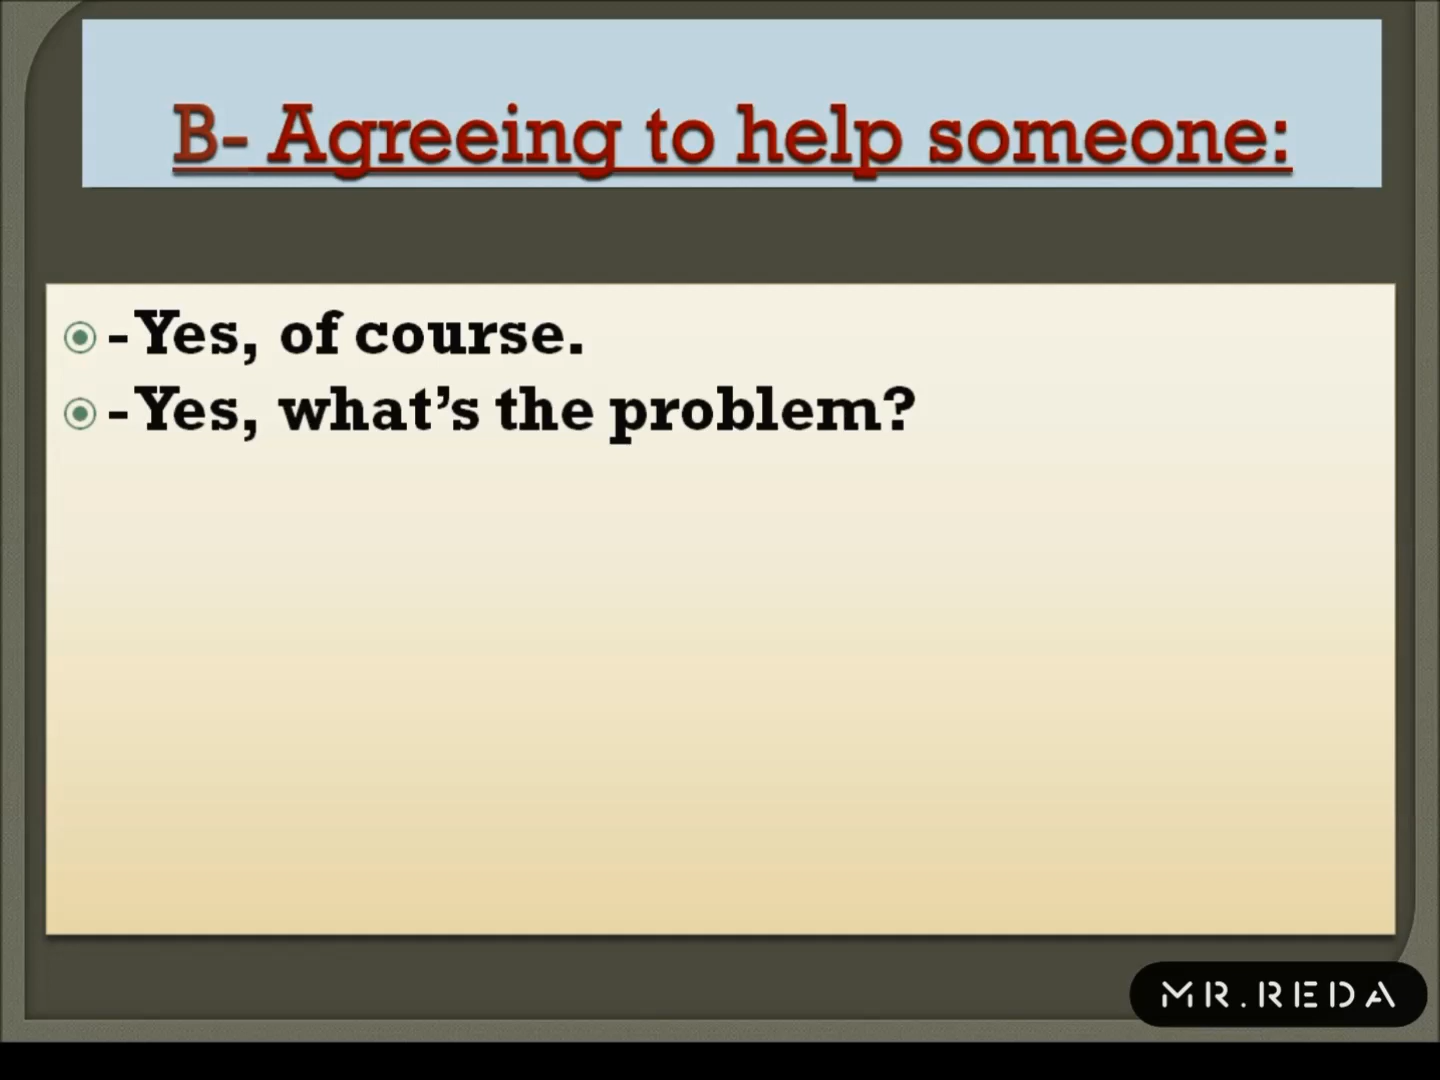 B- Agreeing to help someone:
-Yes, of course.
-Yes, what’s the problem?
MR.REDA